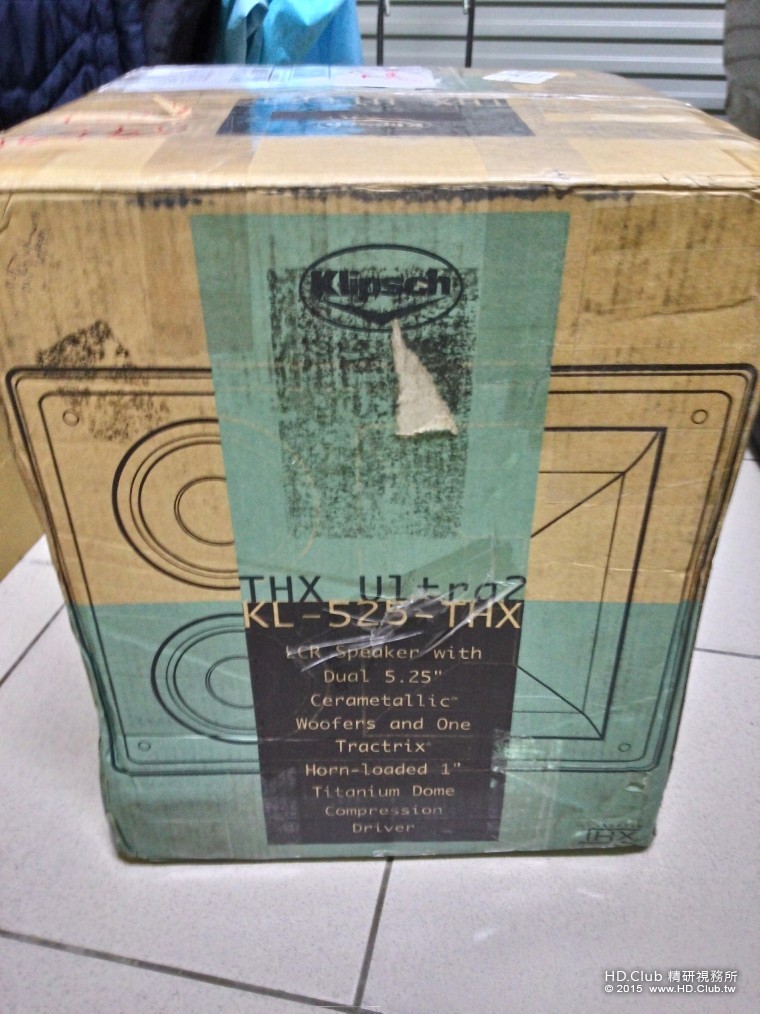 Klipsch
Klipsch
THX Ultra2
KL-525-THX
LCR Speaker with
Dual 5.25"
Cerametallic™
Woofers and One
Tractrix®
Horn-loaded 1"
Titanium Dome
Compression
Driver
THX
HD.Club 精研視務所
© 2015 www.HD.Club.tw